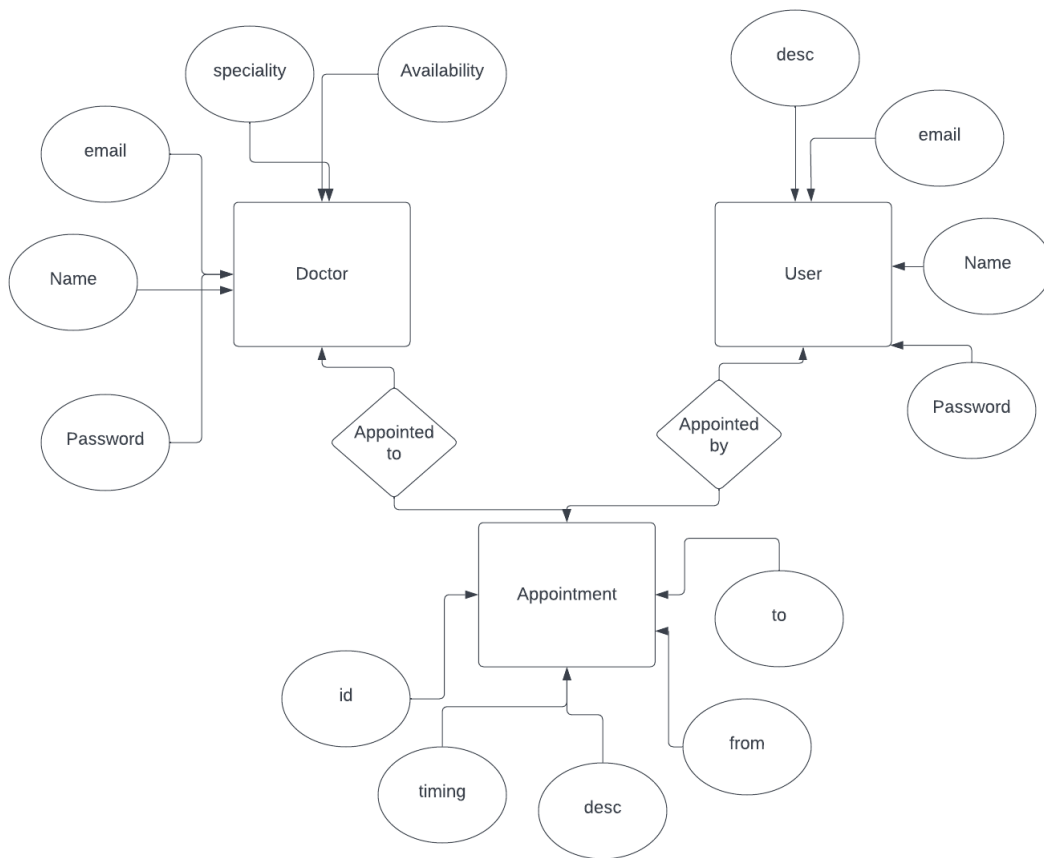 desc
speciality
Availability
email
email
Doctor
User
Name
Name
Password
Appointed
by
Password
Appointed
to
Appointment
to
id
from
timing
desc